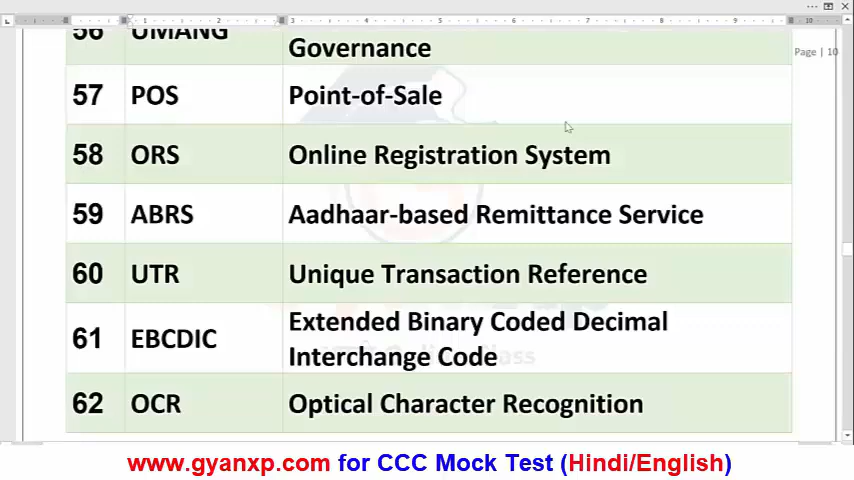 56 UMANG
Governance
Page | 10
57 POS Point-of-Sale
58 ORS Online Registration System
59 ABRS Aadhaar-based Remittance Service
60 UTR Unique Transaction Reference
61 EBCDIC Extended Binary Coded Decimal
Interchange Code
62 OCR Optical Character Recognition
www.gyanxp.com for CCC Mock Test (Hindi/English)